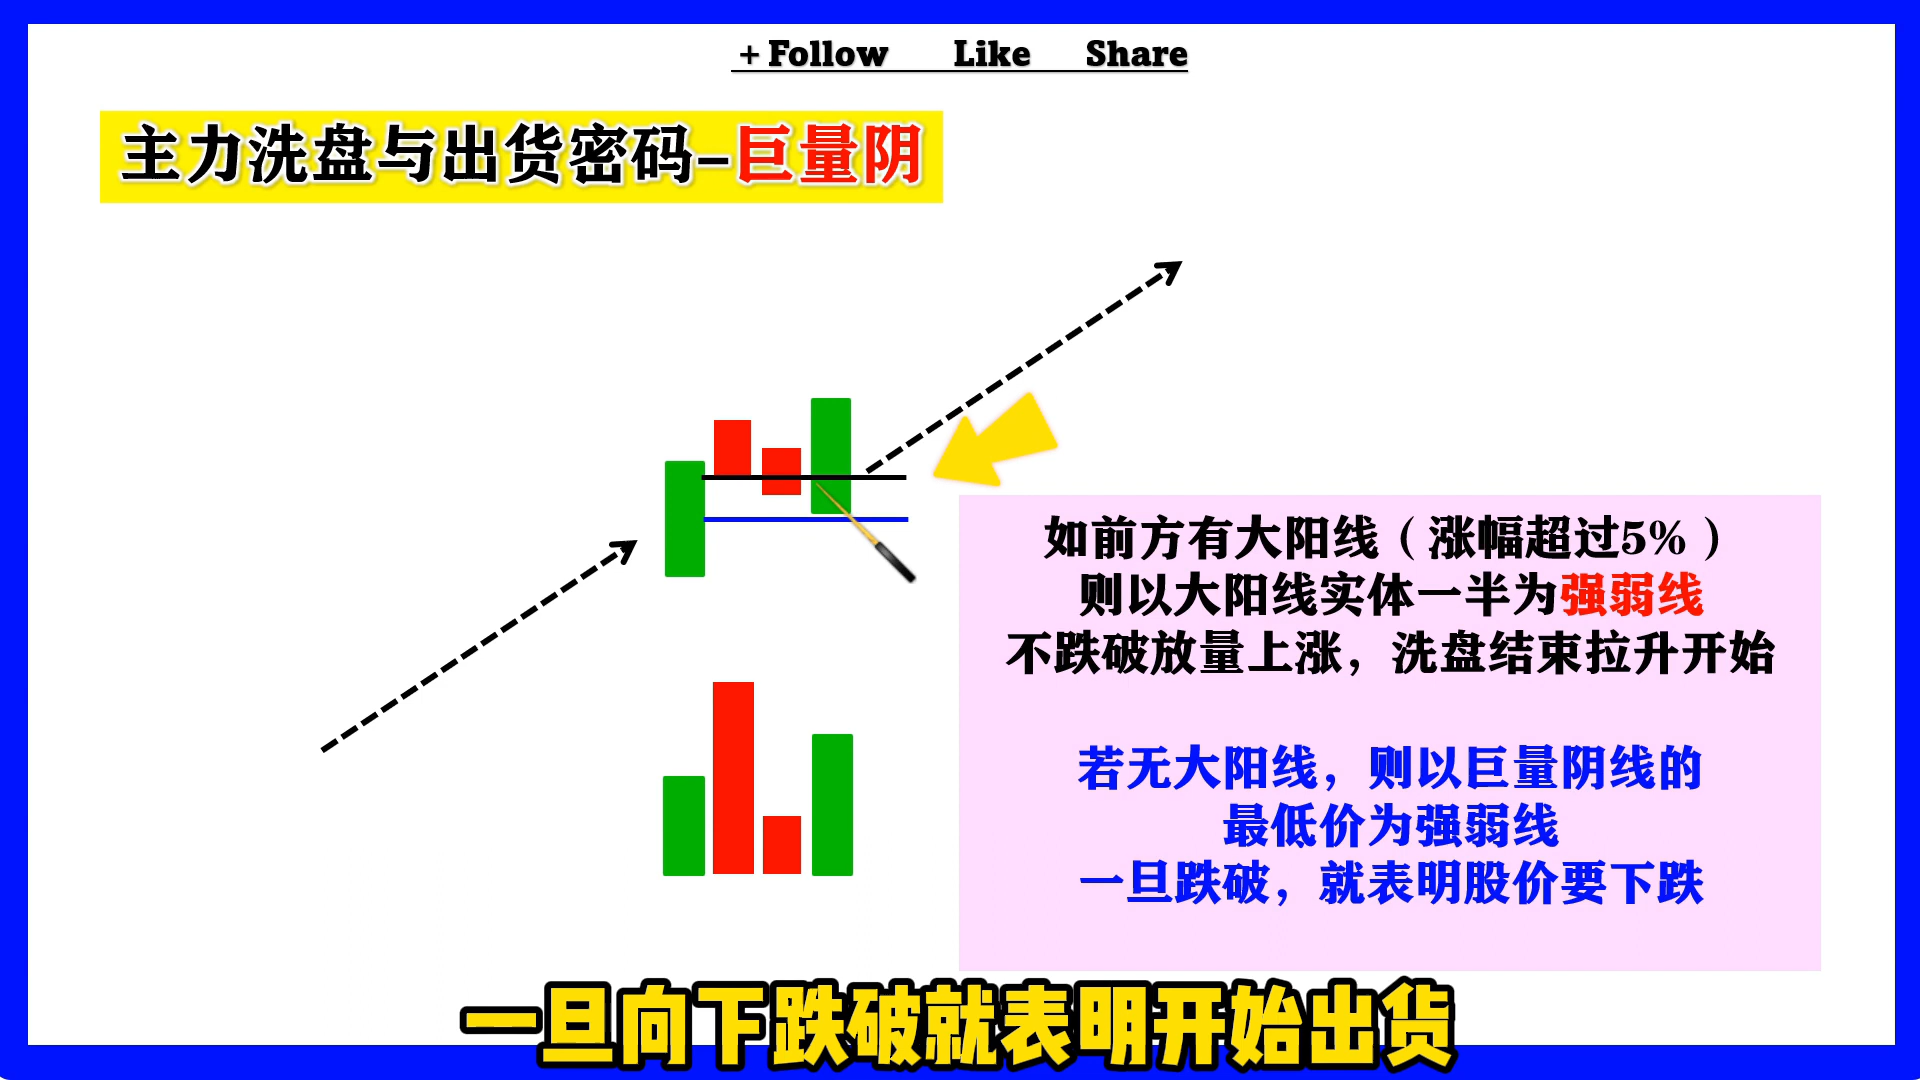 + Follow Like Share
主力洗盘与出货密码–巨量阴
如前方有大阳线（涨幅超过5%）
则以大阳线实体一半为强弱线
不跌破放量上涨，洗盘结束拉升开始
若无大阳线，则以巨量阴线的
最低价为强弱线
一旦跌破，就表明股价要下跌
一旦向下跌破就表明开始出货